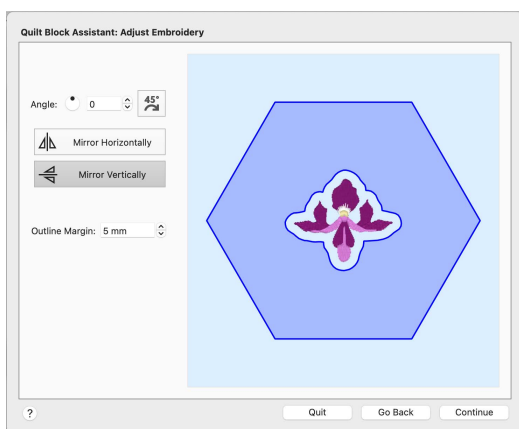 Quilt Block Assistant: Adjust Embroidery
Angle: 0 45°
Mirror Horizontally
Mirror Vertically
Outline Margin: 5 mm
? Quit Go Back Continue